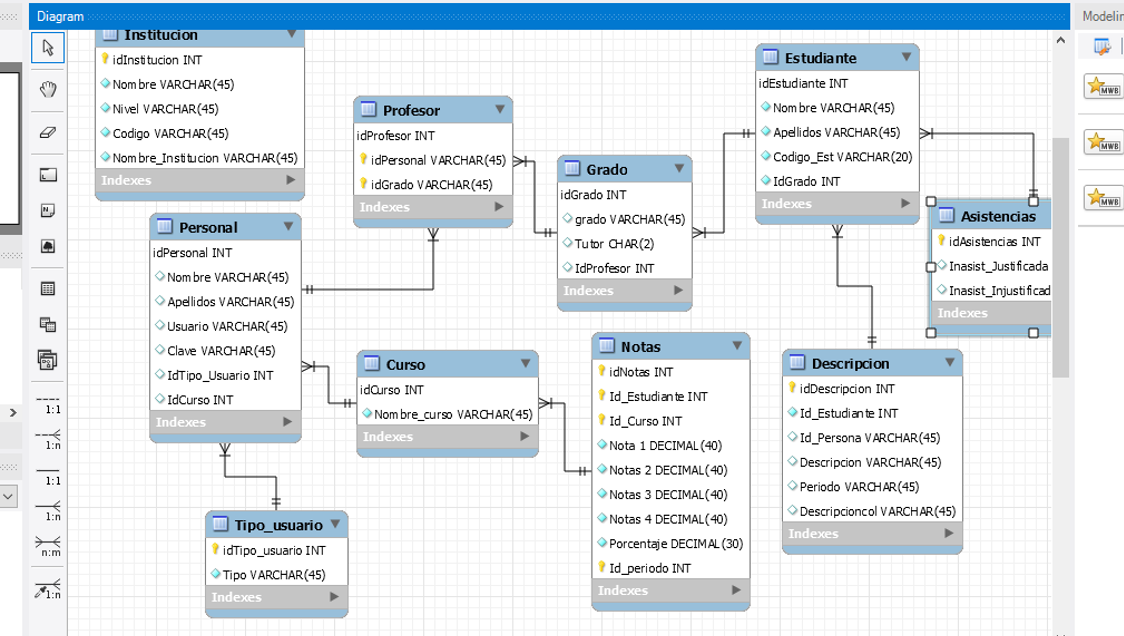 Diagram
Modelin
Institucion
idInstitucion INT
Nombre VARCHAR(45)
Nivel VARCHAR(45)
Codigo VARCHAR(45)
Nombre_Institucion VARCHAR(45)
Indexes
Profesor
idProfesor INT
idPersonal VARCHAR(45)
idGrado VARCHAR(45)
Indexes
Estudiante
idEstudiante INT
Nombre VARCHAR(45)
Apellidos VARCHAR(45)
Codigo_Est VARCHAR(20)
IdGrado INT
Indexes
Grado
idGrado INT
grado VARCHAR(45)
Tutor CHAR(2)
IdProfesor INT
Indexes
Asistencias
idAsistencias INT
Inasist_Justificada
Inasist_Injustificad
Indexes
Personal
idPersonal INT
Nombre VARCHAR(45)
Apellidos VARCHAR(45)
Usuario VARCHAR(45)
Clave VARCHAR(45)
IdTipo_Usuario INT
IdCurso INT
Indexes
Curso
idCurso INT
Nombre_curso VARCHAR(45)
Indexes
Notas
idNotas INT
Id_Estudiante INT
Id_Curso INT
Nota 1 DECIMAL(40)
Notas 2 DECIMAL(40)
Notas 3 DECIMAL(40)
Notas 4 DECIMAL(40)
Porcentaje DECIMAL(30)
Id_periodo INT
Indexes
Descripcion
idDescripcion INT
Id_Estudiante INT
Id_Persona VARCHAR(45)
Descripcion VARCHAR(45)
Periodo VARCHAR(45)
Descripcioncol VARCHAR(45)
Indexes
Tipo_usuario
idTipo_usuario INT
Tipo VARCHAR(45)
Indexes
1:1
1:n
1:1
1:n
n:m
1:n
MWB
MWB
MWB